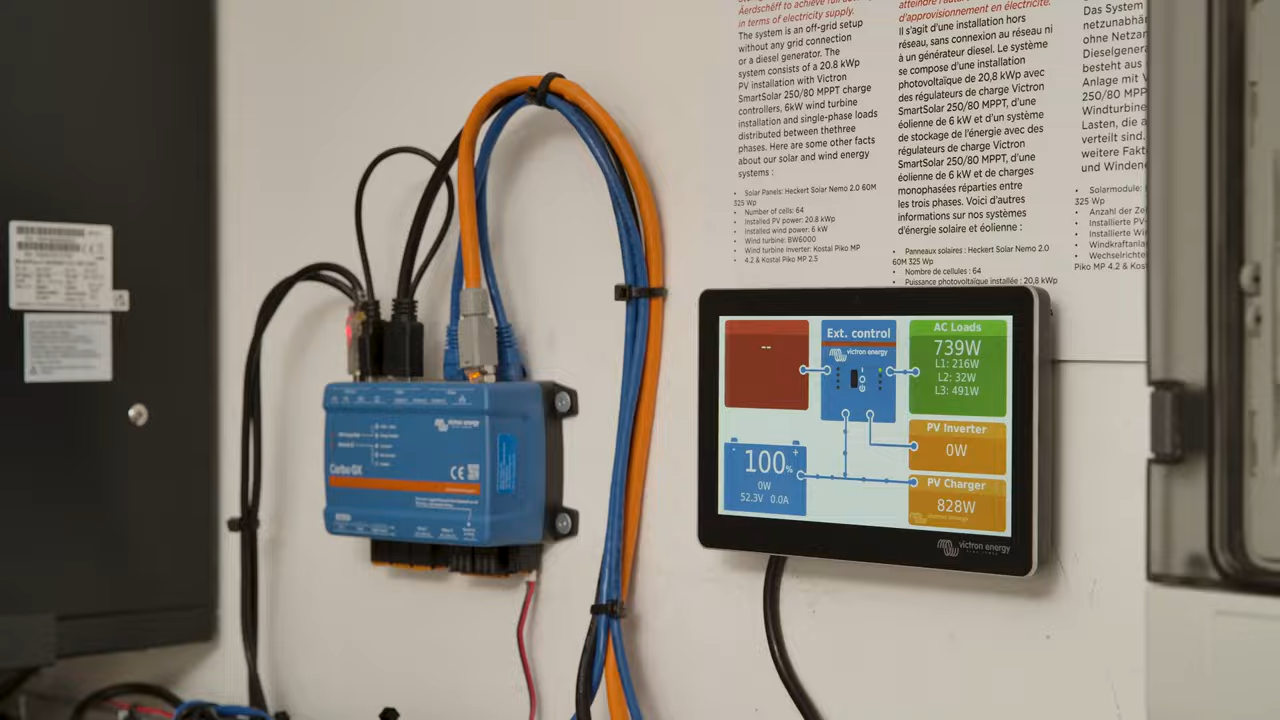 Äerdschëff to achieve full
in terms of electricity supply.
The system is an off-grid setup
without any grid connection
or a diesel generator. The
system consists of a 20.8 kWp
PV installation with Victron
SmartSolar 250/80 MPPT charge
controllers, 6kW wind turbine
installation and single-phase loads
distributed between thethree
phases. Here are some other facts
about our solar and wind energy
systems :
• Solar Panels: Heckert Solar Nemo 2.0 60M
325 Wp
• Number of cells: 64
• Installed PV power: 20.8 kWp
• Installed wind power: 6 kW
• Wind turbine: BW6000
• Wind turbine Inverter: Kostal Piko MP
• 4.2 & Kostal Piko MP 2.5
atteindre
d'approvisionnement en électricité.
Il s'agit d'une installation hors
réseau, sans connexion au réseau ni
à un générateur diesel. Le système
se compose d'une installation
photovoltaïque de 20,8 kWp avec
des régulateurs de charge Victron
SmartSolar 250/80 MPPT, d'une
éolienne de 6 kW et d'un système
de stockage de l'énergie avec des
régulateurs de charge Victron
SmartSolar 250/80 MPPT, d'une
éolienne de 6 kW et de charges
monophasées réparties entre
les trois phases. Voici d'autres
informations sur nos systèmes
d'énergie solaire et éolienne :
• Panneaux solaires : Heckert Solar Nemo 2.0
60M 325 Wp
• Nombre de cellules : 64
• Puissance photovoltaïque installée : 20,8 kWp
Das System
netzunabhä
ohne Netzan
Dieselgenera
besteht aus
Anlage mit V
250/80 MPP
Windturbine
Lasten, die a
verteilt sind.
weitere Fakt
und Windene
• Solarmodule:
325 Wp
• Anzahl der Ze
• Installierte PV-
• Installierte Wi
• Windkraftanla
• Wechselrichte
Piko MP 4.2 & Kost
victron energy
Cerbo GX
CE
--
Ext. control
victron energy
AC Loads
739W
L1: 216W
L2: 32W
L3: 491W
PV Inverter
0W
- +
100%
0W
52.3V 0.0A
PV Charger
828W
victron energy
victron energy